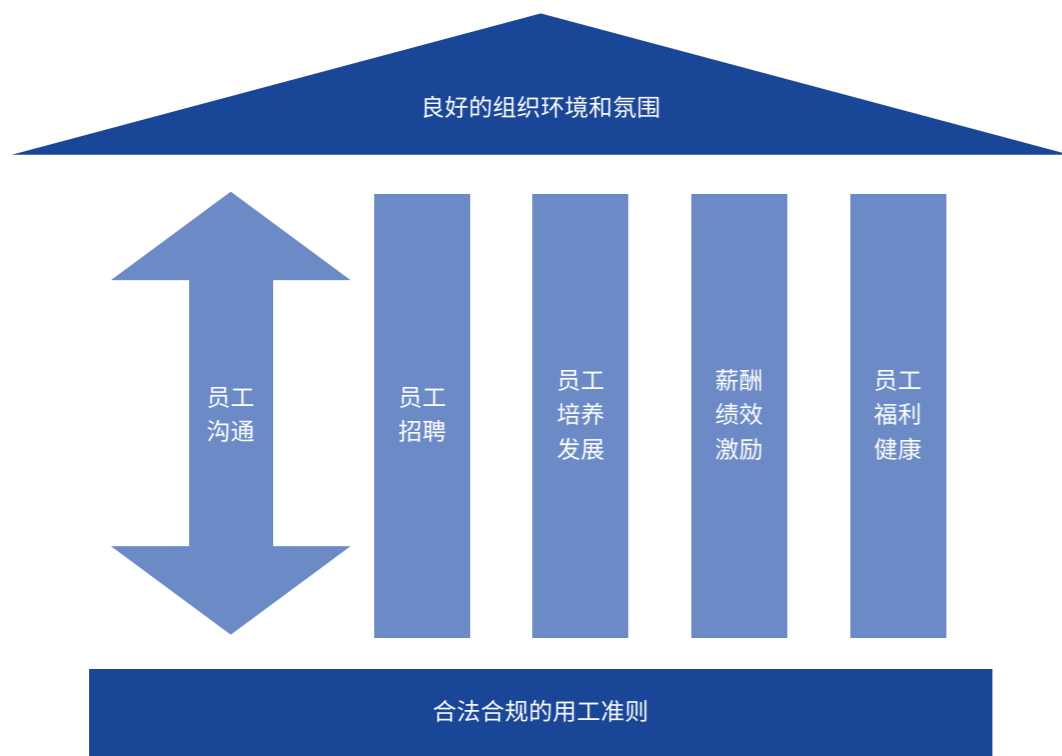 良好的组织环境和氛围
员工
沟通
员工
招聘
员工
培养
发展
薪酬
绩效
激励
员工
福利
健康
合法合规的用工准则